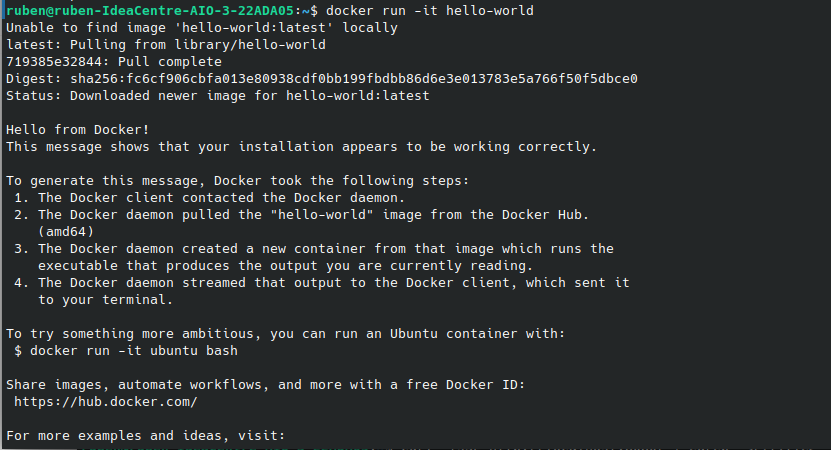 ruben@ruben-IdeaCentre-AIO-3-22ADA05:~$ docker run -it hello-world
Unable to find image 'hello-world:latest' locally
latest: Pulling from library/hello-world
719385e32844: Pull complete
Digest: sha256:fc6cf906cbfa013e80938cdf0bb199fbdbb86d6e3e013783e5a766f50f5dbce0
Status: Downloaded newer image for hello-world:latest

Hello from Docker!
This message shows that your installation appears to be working correctly.

To generate this message, Docker took the following steps:
 1. The Docker client contacted the Docker daemon.
 2. The Docker daemon pulled the "hello-world" image from the Docker Hub.
    (amd64)
 3. The Docker daemon created a new container from that image which runs the
    executable that produces the output you are currently reading.
 4. The Docker daemon streamed that output to the Docker client, which sent it
    to your terminal.

To try something more ambitious, you can run an Ubuntu container with:
 $ docker run -it ubuntu bash

Share images, automate workflows, and more with a free Docker ID:
 https://hub.docker.com/

For more examples and ideas, visit: